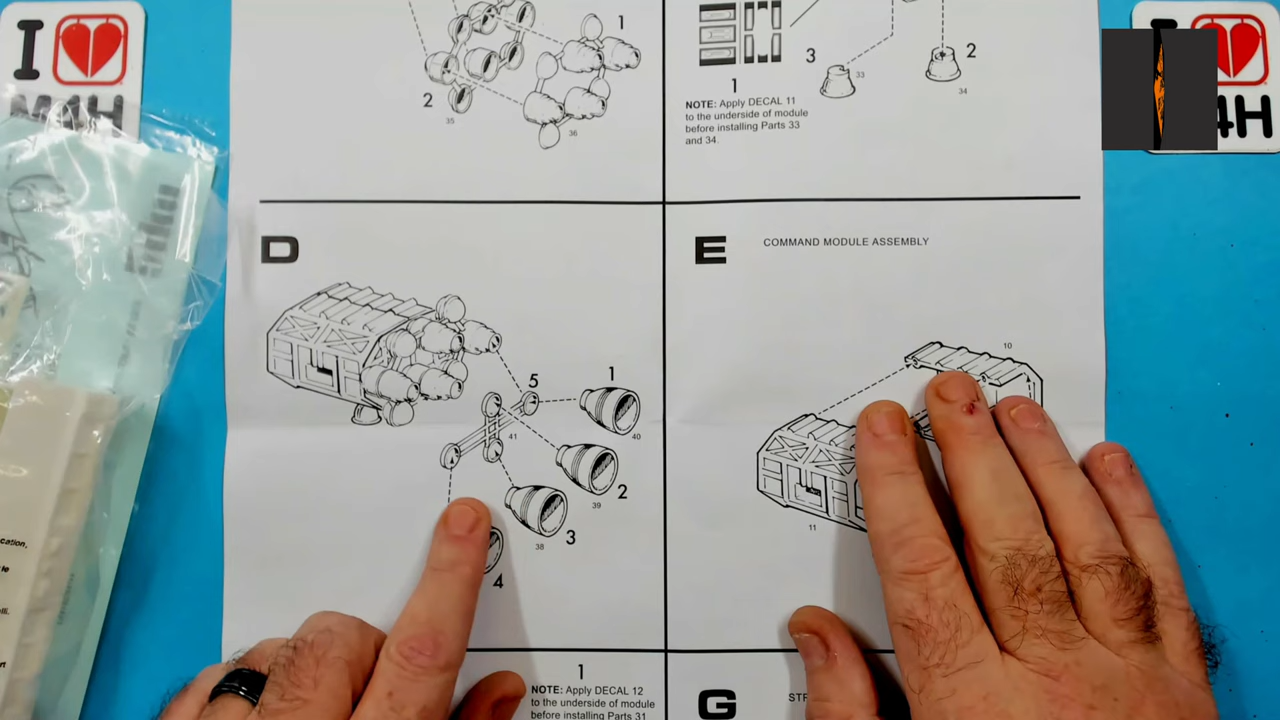 I
M4H
1
2
35
36
3
33
2
34
1
NOTE: Apply DECAL 11
to the underside of module
before installing Parts 33
and 34.
I
4H
D
5
1
41
40
2
39
3
38
4
E
COMMAND MODULE ASSEMBLY
10
11
cation,
1
NOTE: Apply DECAL 12
to the underside of module
before installing Parts 31
G
STR